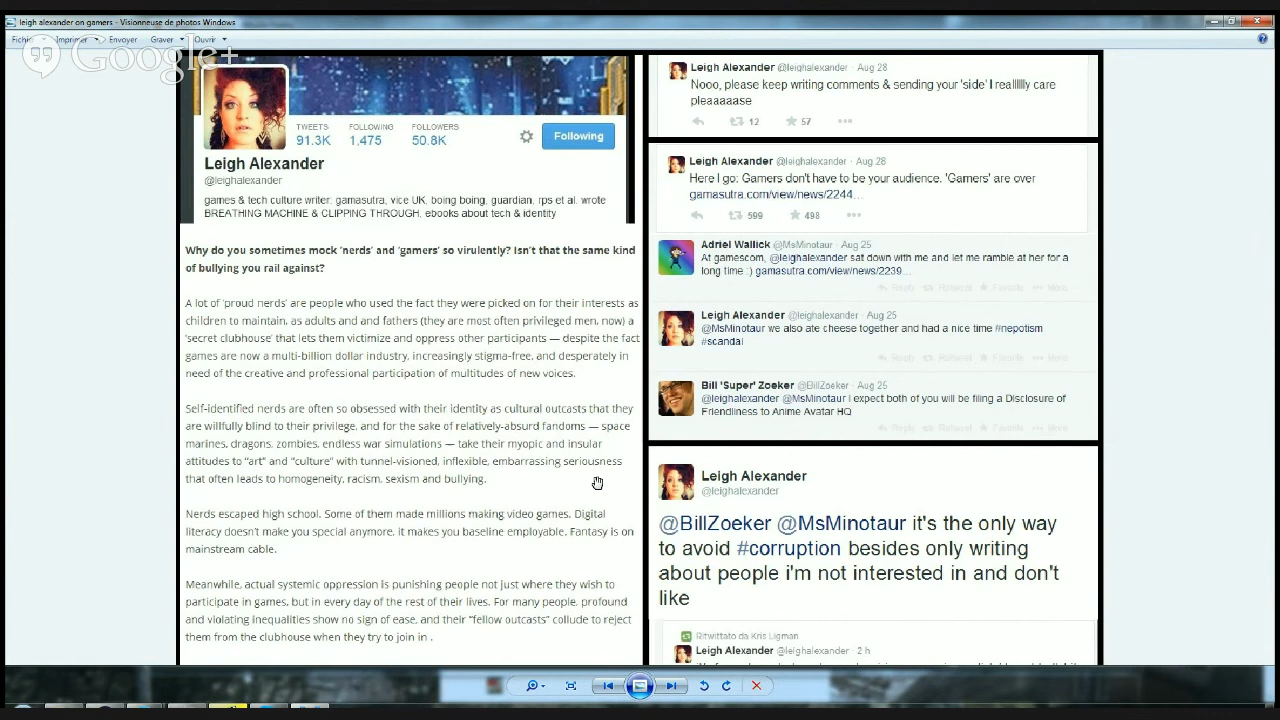 leigh alexander on gamers - Visionneuse de photos Windows
Fichier Imprimer Envoyer Graver Ouvrir
Google+
TWEETS FOLLOWING FOLLOWERS
91.3K 1,475 50.8K
Following
Leigh Alexander
@leighalexander
games & tech culture writer: gamasutra, vice UK, boing boing, guardian, rps et al. wrote
BREATHING MACHINE & CLIPPING THROUGH, ebooks about tech & identity
Why do you sometimes mock 'nerds' and 'gamers' so virulently? Isn't that the same kind
of bullying you rail against?
A lot of 'proud nerds' are people who used the fact they were picked on for their interests as
children to maintain, as adults and and fathers (they are most often privileged men, now) a
'secret clubhouse' that lets them victimize and oppress other participants — despite the fact
games are now a multi-billion dollar industry, increasingly stigma-free, and desperately in
need of the creative and professional participation of multitudes of new voices.
Self-identified nerds are often so obsessed with their identity as cultural outcasts that they
are willfully blind to their privilege, and for the sake of relatively-absurd fandoms — space
marines, dragons, zombies, endless war simulations — take their myopic and insular
attitudes to "art" and "culture" with tunnel-visioned, inflexible, embarrassing seriousness
that often leads to homogeneity, racism, sexism and bullying.
Nerds escaped high school. Some of them made millions making video games. Digital
literacy doesn't make you special anymore, it makes you baseline employable. Fantasy is on
mainstream cable.
Meanwhile, actual systemic oppression is punishing people not just where they wish to
participate in games, but in every day of the rest of their lives. For many people, profound
and violating inequalities show no sign of ease, and their "fellow outcasts" collude to reject
them from the clubhouse when they try to join in .
Leigh Alexander @leighalexander Aug 28
Nooo, please keep writing comments & sending your 'side' I realllllly care
pleaaaaase
12 57
Leigh Alexander @leighalexander Aug 28
Here I go: Gamers don't have to be your audience. 'Gamers' are over
gamasutra.com/view/news/2244...
599 498
Adriel Wallick @MsMinotaur Aug 25
At gamescom, @leighalexander sat down with me and let me ramble at her for a
long time :) gamasutra.com/view/news/2239...
Reply Retweet Favorite More
Leigh Alexander @leighalexander Aug 25
@MsMinotaur we also ate cheese together and had a nice time #nepotism
#scandal
Reply Retweet Favorite More
Bill 'Super' Zoeker @BillZoeker Aug 25
@leighalexander @MsMinotaur I expect both of you will be filing a Disclosure of
Friendliness to Anime Avatar HQ
Reply Retweet Favorite More
Leigh Alexander
@leighalexander
@BillZoeker @MsMinotaur it's the only way
to avoid #corruption besides only writing
about people i'm not interested in and don't
like
Ritwittato da Kris Ligman
Leigh Alexander @leighalexander 2 h